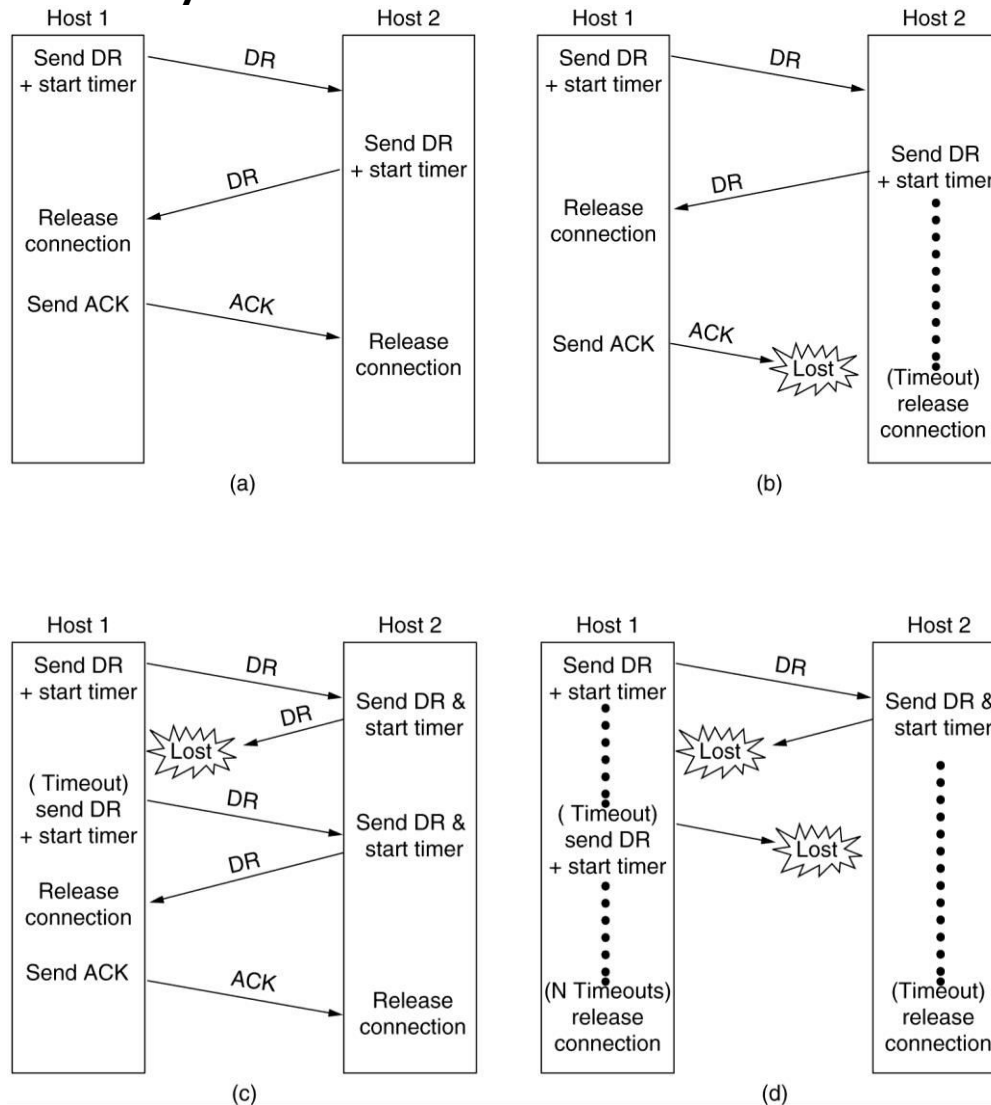 Host 1
Host 2
Send DR
+ start timer
DR
Send DR
+ start timer
DR
Release
connection
Send ACK
ACK
Release
connection
(a)
Host 1
Host 2
Send DR
+ start timer
DR
Send DR
+ start timer
DR
Release
connection
Send ACK
ACK
Lost
(Timeout)
release
connection
(b)
Host 1
Host 2
Send DR
+ start timer
DR
Send DR &
start timer
DR
Lost
( Timeout)
send DR
+ start timer
DR
Send DR &
start timer
DR
Release
connection
Send ACK
ACK
Release
connection
(c)
Host 1
Host 2
Send DR
+ start timer
DR
Send DR &
start timer
Lost
( Timeout)
send DR
+ start timer
Lost
(N Timeouts)
release
connection
(Timeout)
release
connection
(d)